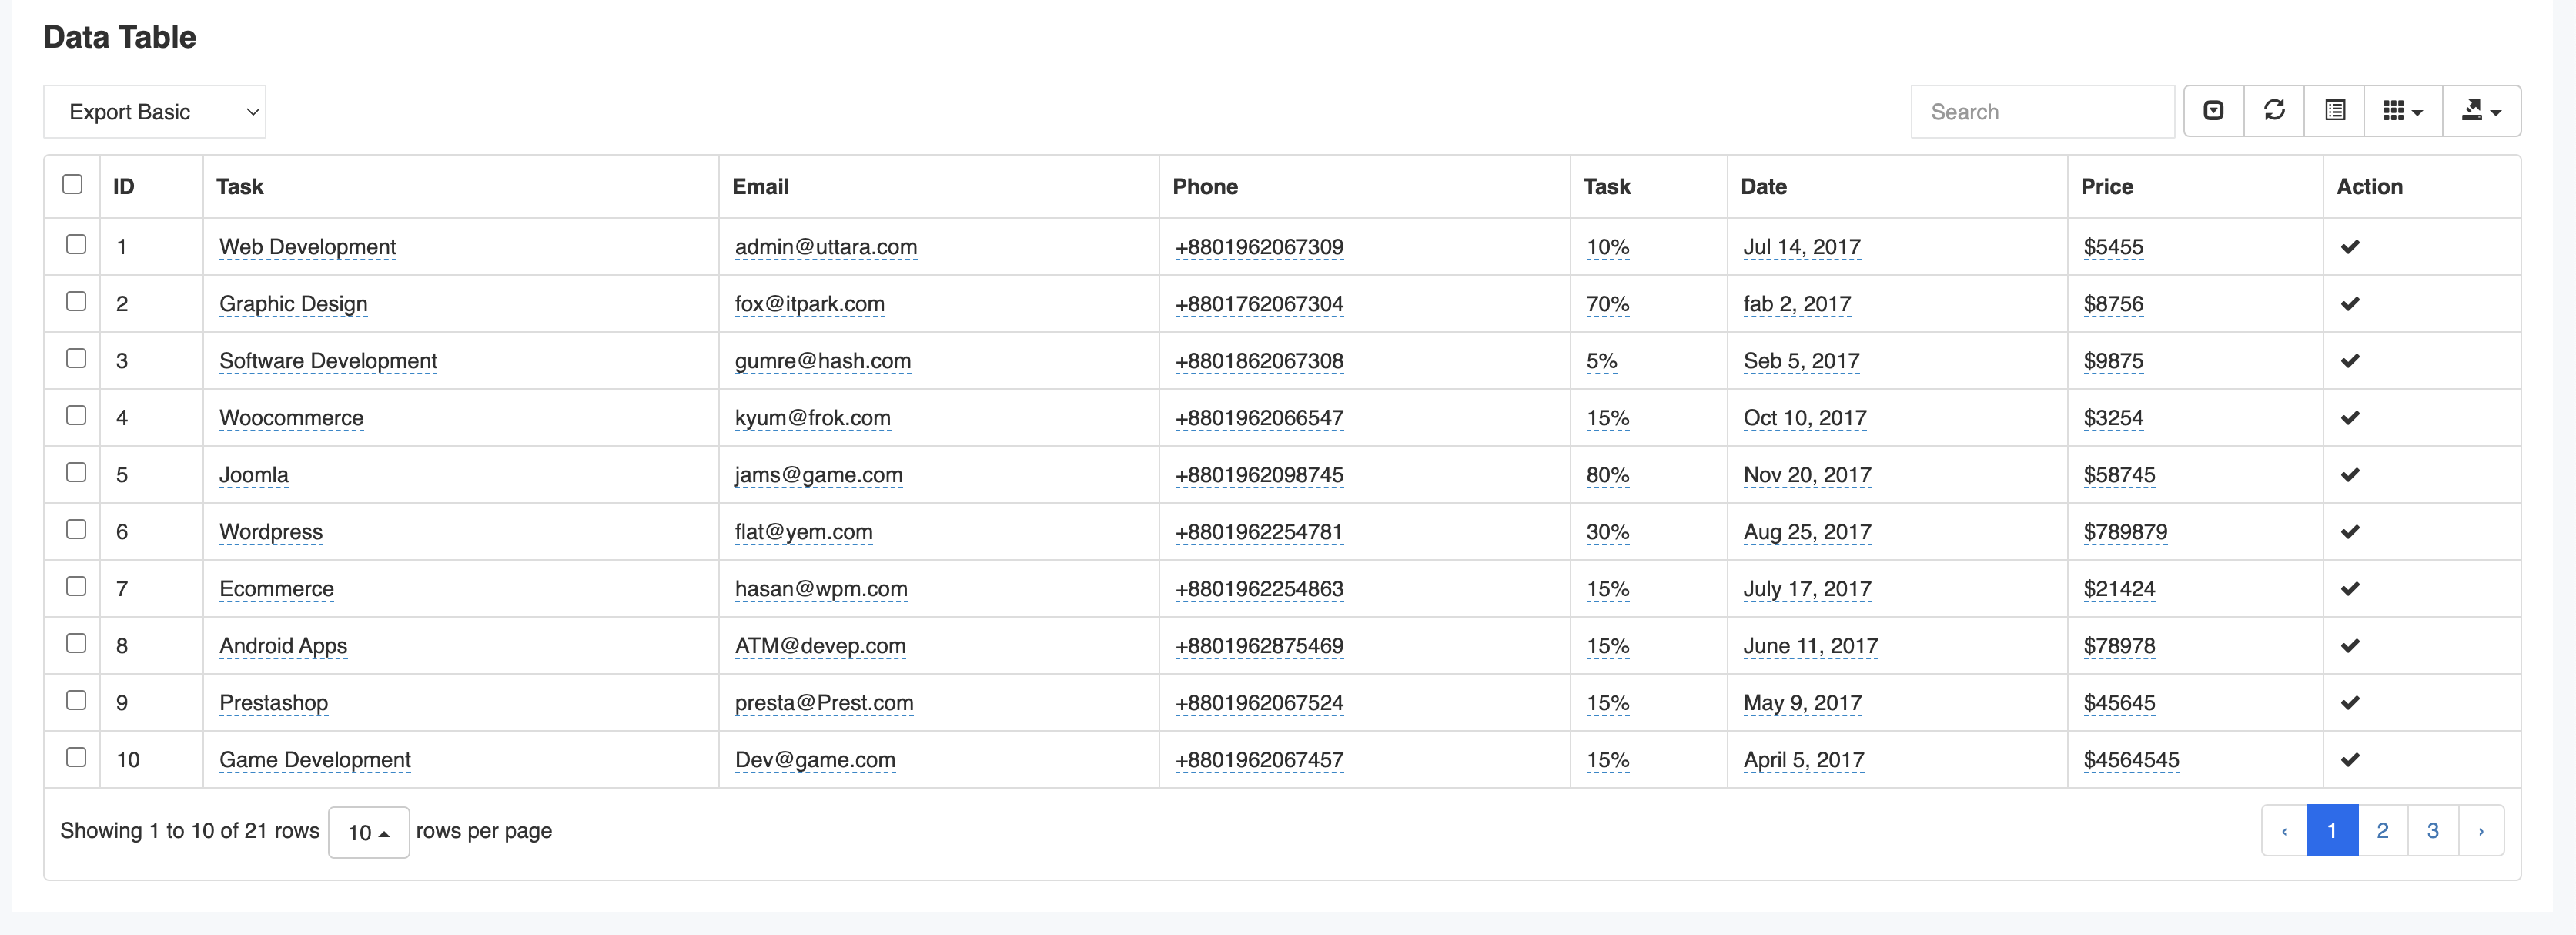 Data Table
Export Basic
Search
ID Task Email Phone Task Date Price Action
1 Web Development admin@uttara.com +8801962067309 10% Jul 14, 2017 $5455
2 Graphic Design fox@itpark.com +8801762067304 70% fab 2, 2017 $8756
3 Software Development gumre@hash.com +8801862067308 5% Seb 5, 2017 $9875
4 Woocommerce kyum@frok.com +8801962066547 15% Oct 10, 2017 $3254
5 Joomla jams@game.com +8801962098745 80% Nov 20, 2017 $58745
6 Wordpress flat@yem.com +8801962254781 30% Aug 25, 2017 $789879
7 Ecommerce hasan@wpm.com +8801962254863 15% July 17, 2017 $21424
8 Android Apps ATM@devep.com +8801962875469 15% June 11, 2017 $78978
9 Prestashop presta@Prest.com +8801962067524 15% May 9, 2017 $45645
10 Game Development Dev@game.com +8801962067457 15% April 5, 2017 $4564545
Showing 1 to 10 of 21 rows 10 rows per page
‹ 1 2 3 ›